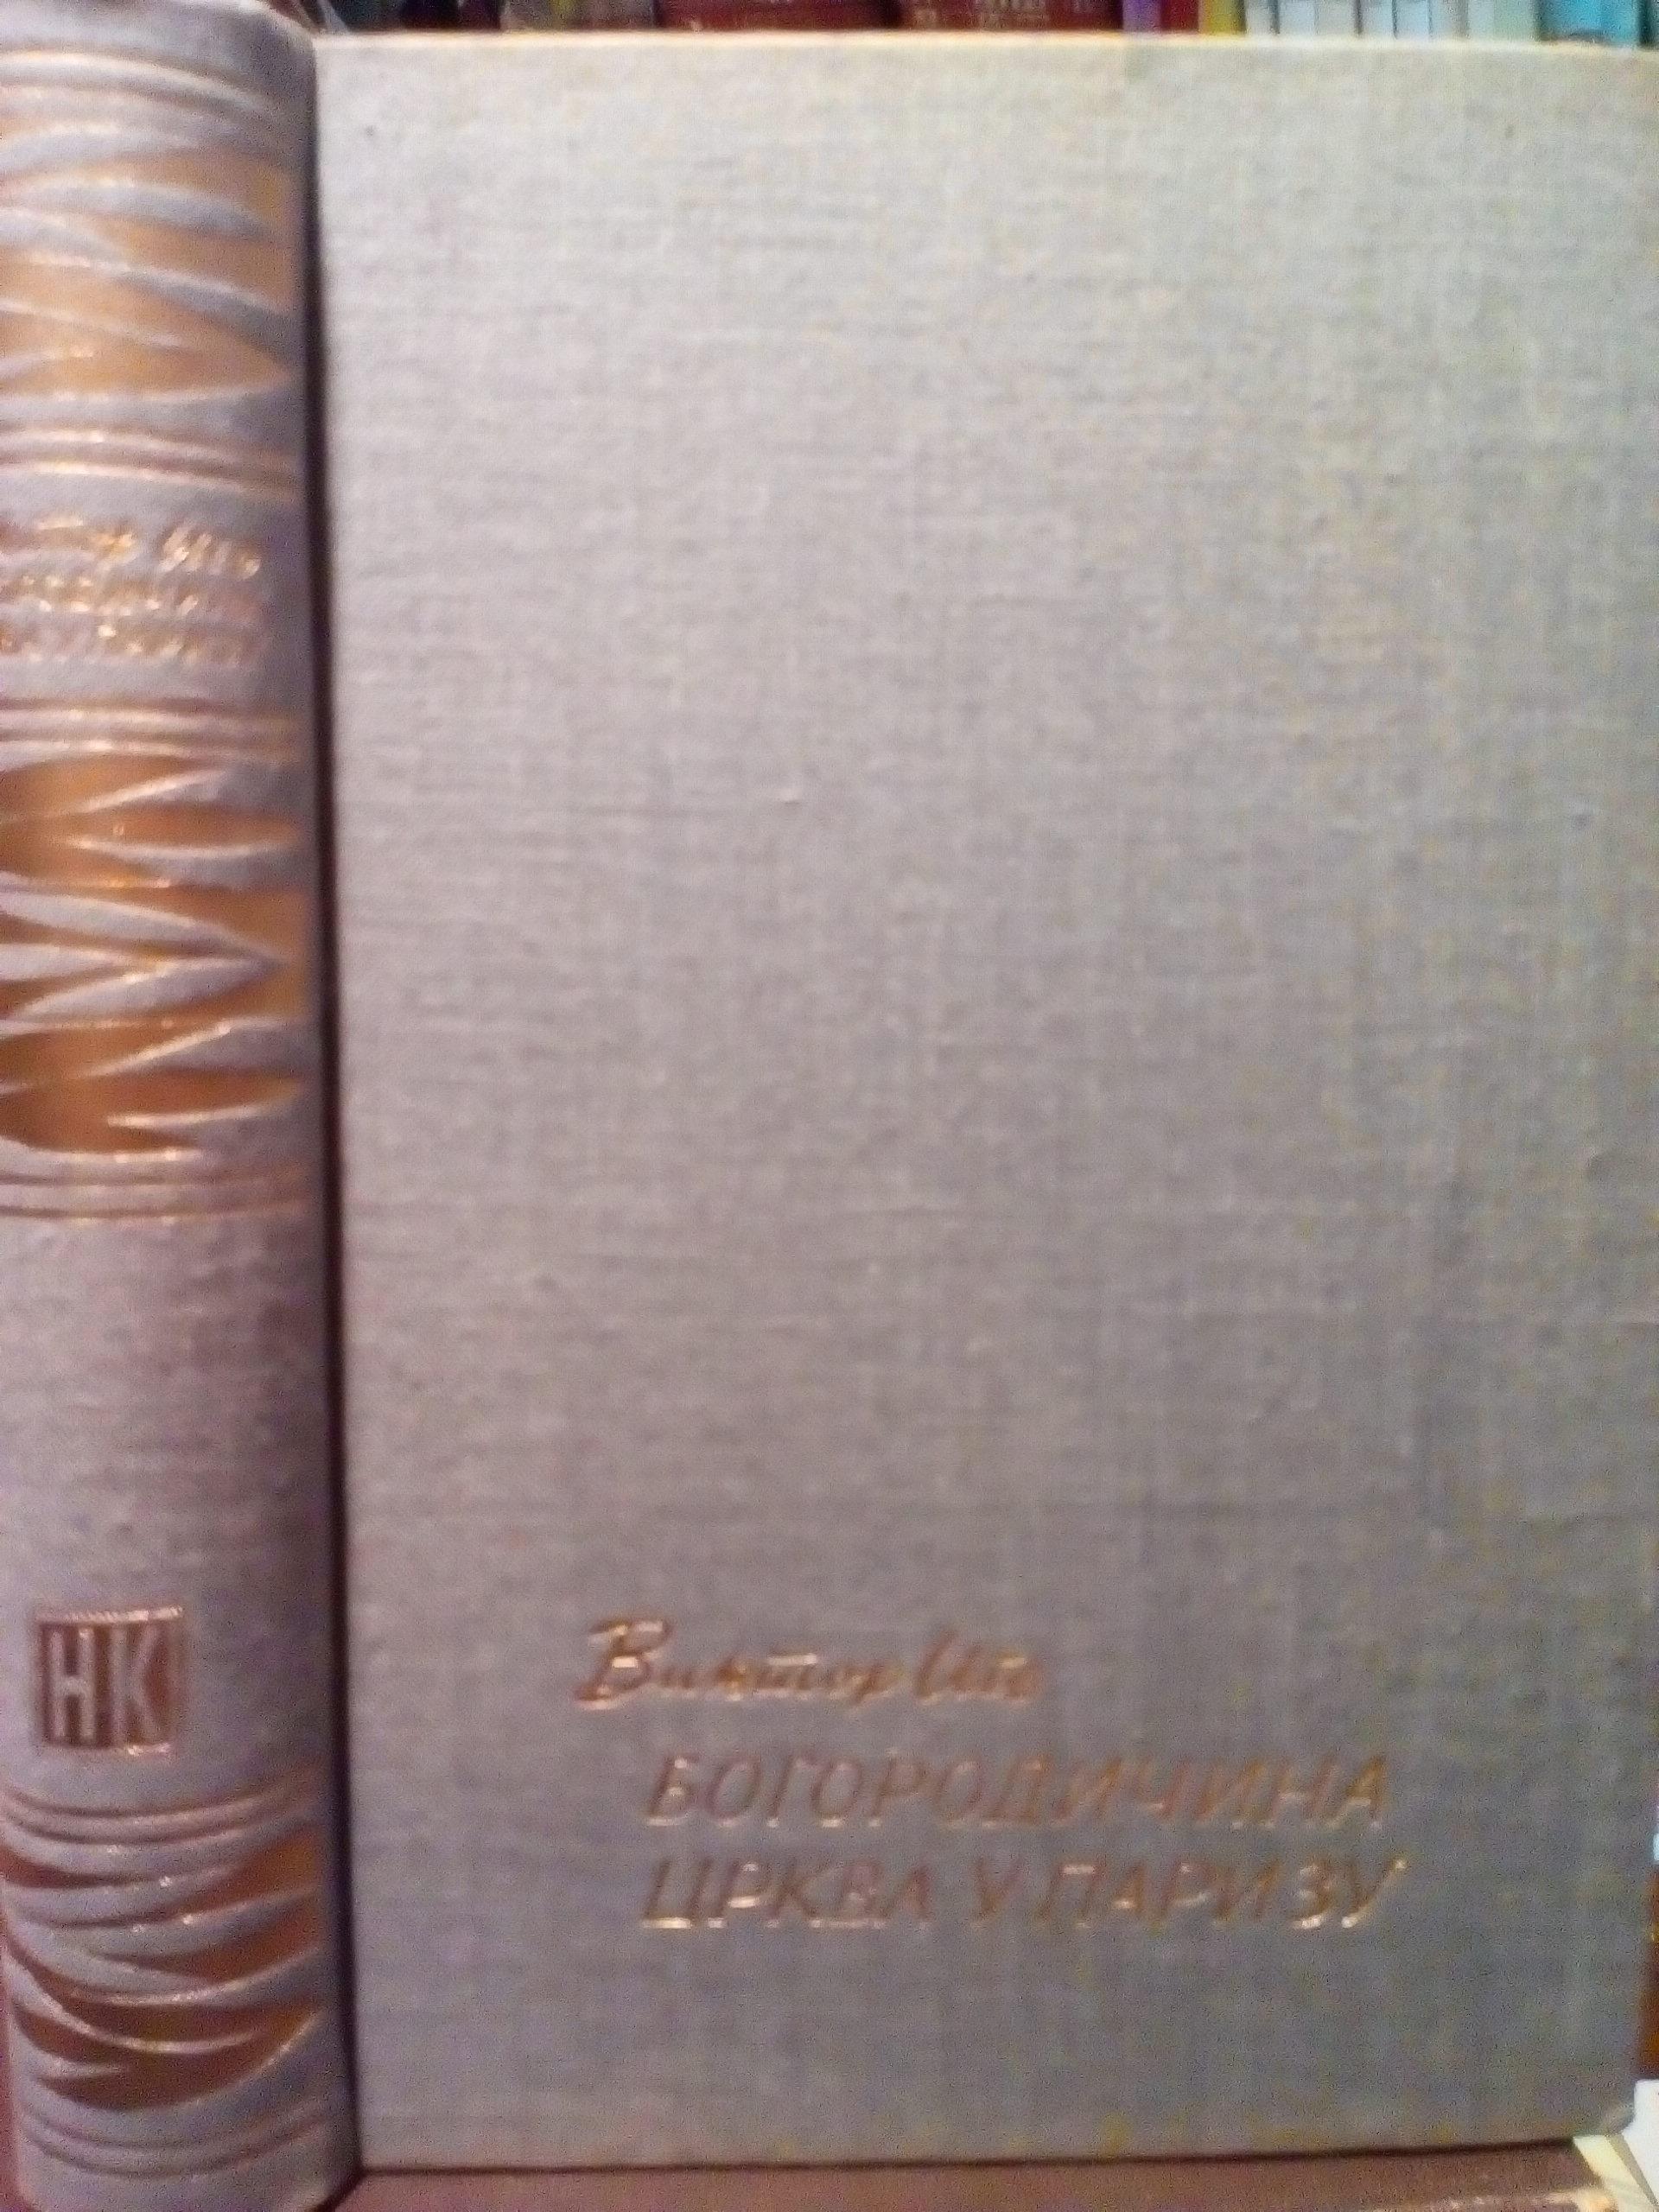 НК
Виктор Иго
БОГОРОДИЧИНА
ЦРКВА У ПАРИЗУ